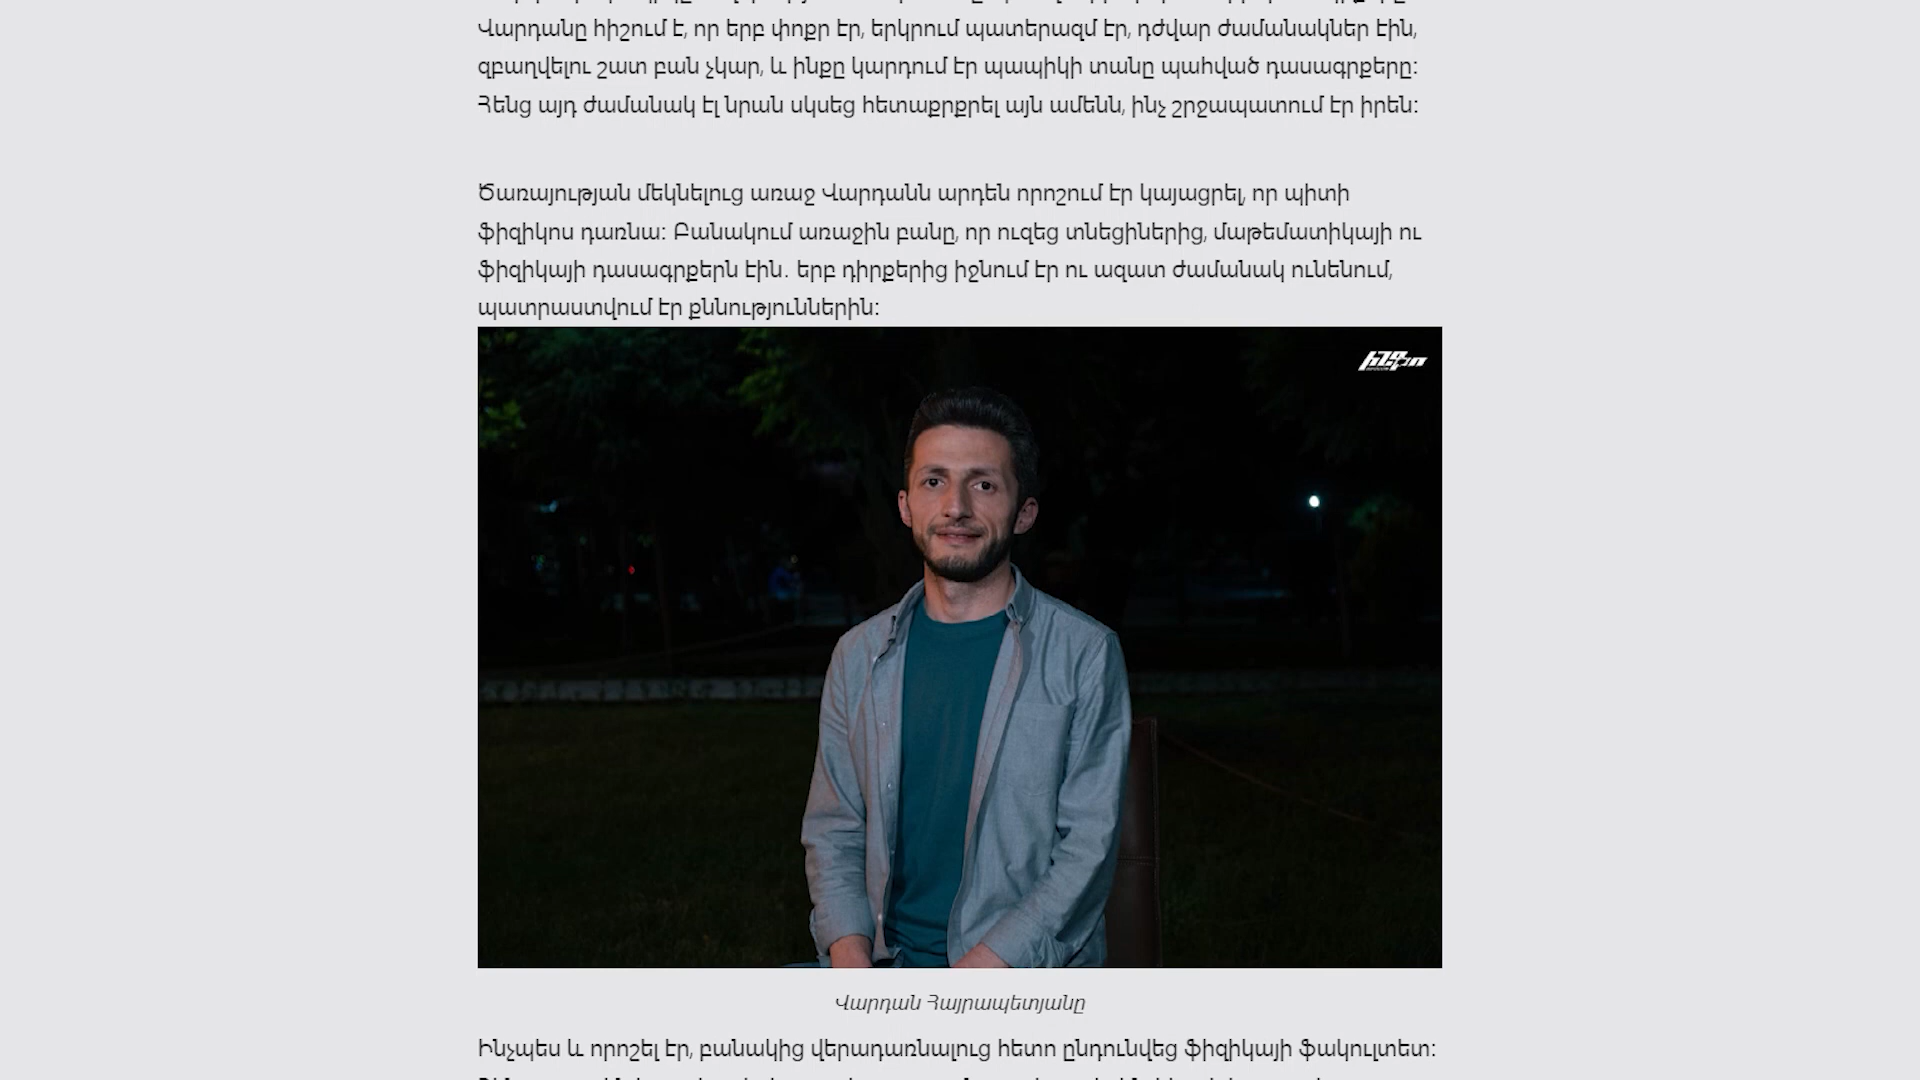 Վարդանը հիշում է, որ երբ փոքր էր, երկրում պատերազմ էր, դժվար ժամանակներ էին,
զբաղվելու շատ բան չկար, և ինքը կարդում էր պապիկի տանը պահված դասագրքերը։
Հենց այդ ժամանակ էլ նրան սկսեց հետաքրքրել այն ամենն, ինչ շրջապատում էր իրեն։
Ծառայության մեկնելուց առաջ Վարդանն արդեն որոշում էր կայացրել, որ պիտի
ֆիզիկոս դառնա։ Բանակում առաջին բանը, որ ուզեց տնեցիներից, մաթեմատիկայի ու
ֆիզիկայի դասագրքերն էին․ երբ դիրքերից իջնում էր ու ազատ ժամանակ ունենում,
պատրաստվում էր քննություններին։
Վարդան Հայրապետյանը
Ինչպես և որոշել էր, բանակից վերադառնալուց հետո ընդունվեց ֆիզիկայի ֆակուլտետ։